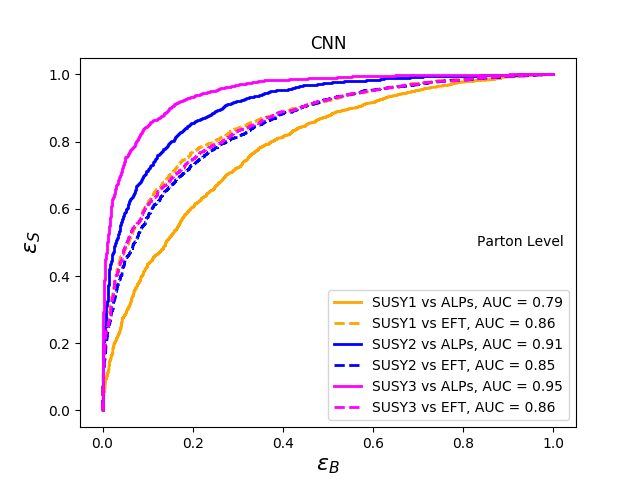 CNN
1.0
0.8
0.6
0.4
0.2
0.0
εS
Parton Level
SUSY1 vs ALPs, AUC = 0.79
SUSY1 vs EFT, AUC = 0.86
SUSY2 vs ALPs, AUC = 0.91
SUSY2 vs EFT, AUC = 0.85
SUSY3 vs ALPs, AUC = 0.95
SUSY3 vs EFT, AUC = 0.86
0.0 0.2 0.4 0.6 0.8 1.0
εB